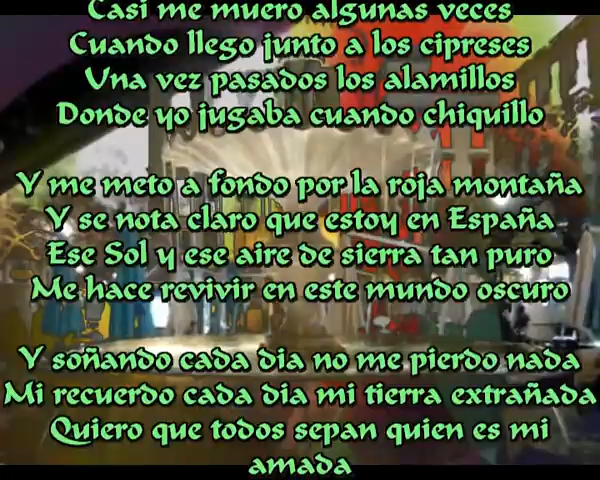 Casi me muero algunas veces
Cuando llego junto a los cipreses
Una vez pasados los alamillos
Donde yo jugaba cuando chiquillo
Y me meto a fondo por la roja montaña
Y se nota claro que estoy en España
Ese Sol y ese aire de sierra tan puro
Me hace revivir en este mundo oscuro
Y soñando cada dia no me pierdo nada
Mi recuerdo cada dia mi tierra extrañada
Quiero que todos sepan quien es mi
amada